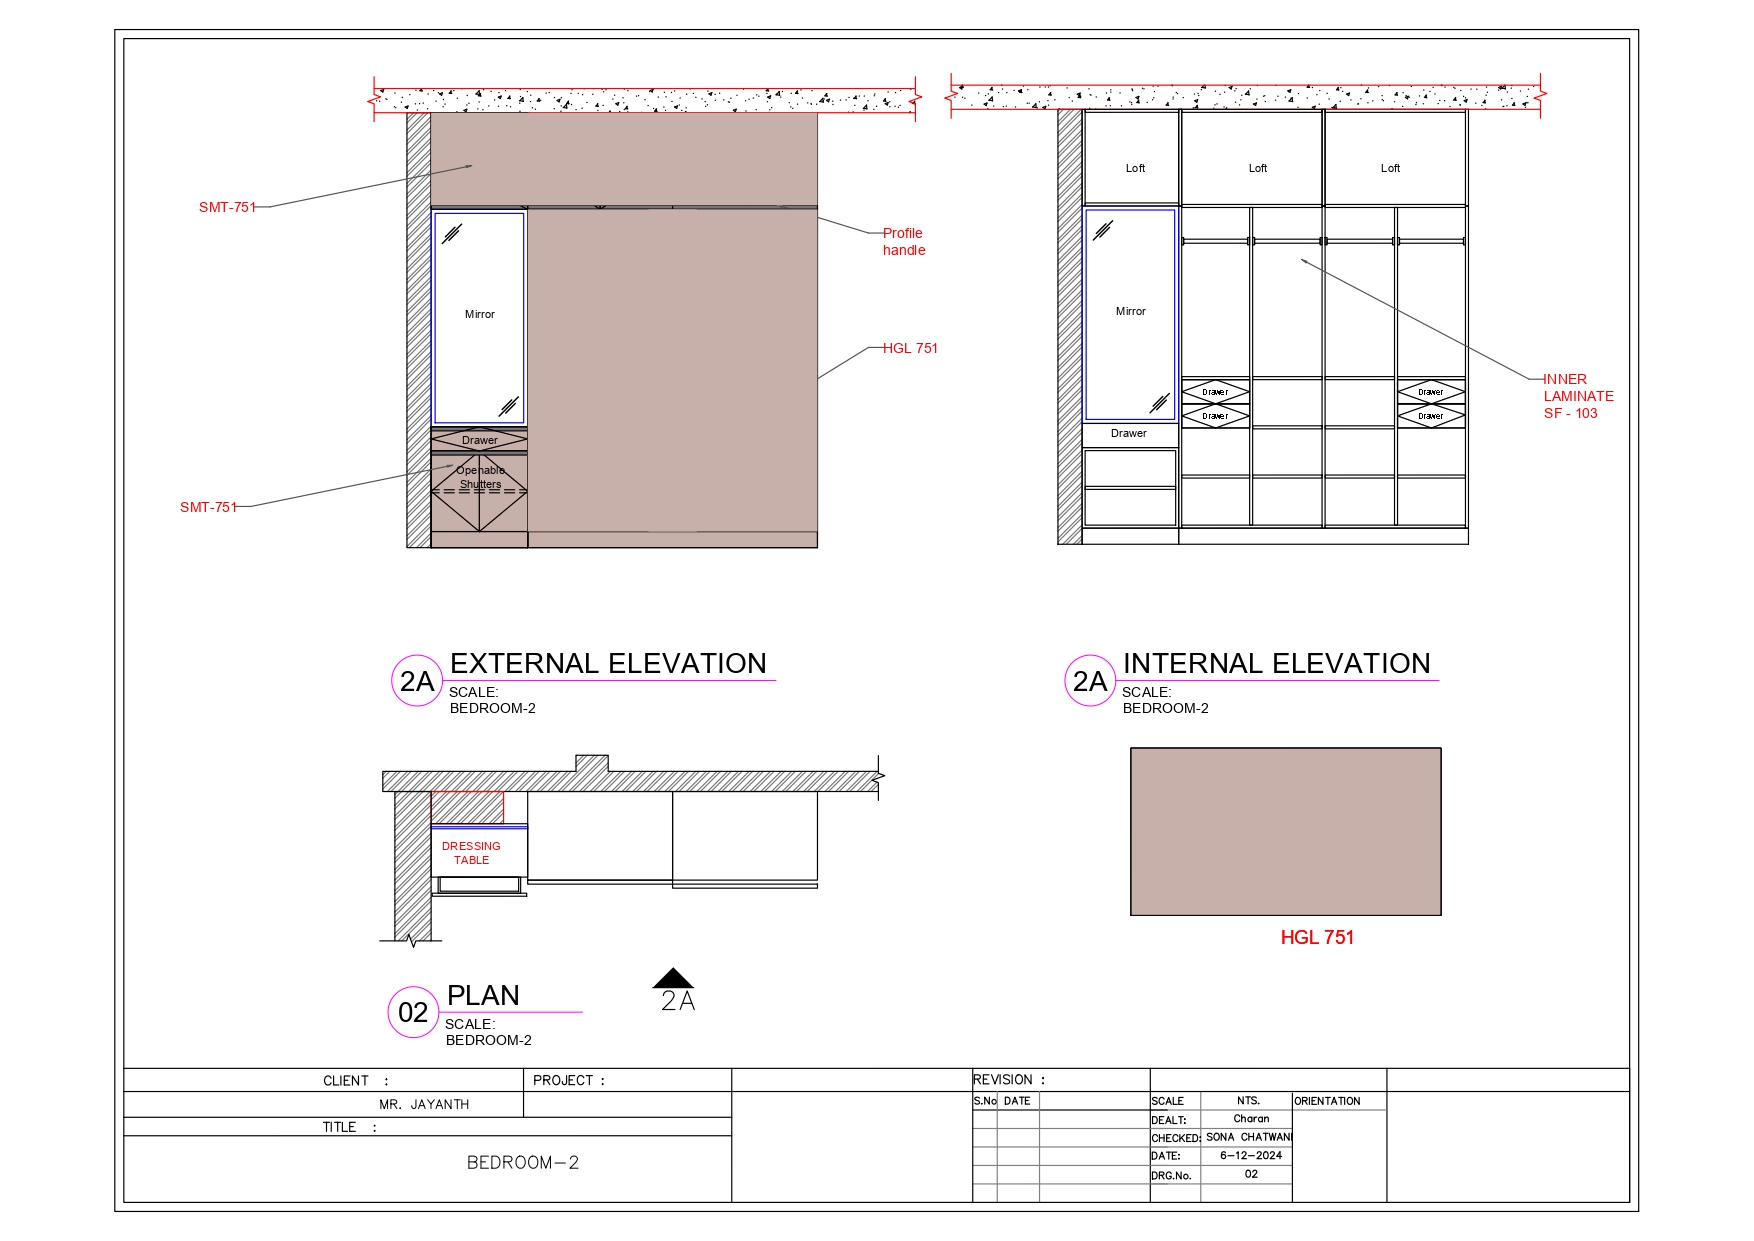 SMT-751
Mirror
Drawer
Openable
Shutters
SMT-751
Profile
handle
HGL 751
Loft
Loft
Loft
Mirror
Drawer
Drawer
Drawer
Drawer
Drawer
INNER
LAMINATE
SF - 103
2A
EXTERNAL ELEVATION
SCALE:
BEDROOM-2
2A
INTERNAL ELEVATION
SCALE:
BEDROOM-2
DRESSING
TABLE
HGL 751
02
PLAN
SCALE:
BEDROOM-2
2A
CLIENT :
PROJECT :
MR. JAYANTH
TITLE :
BEDROOM-2
REVISION :
S.No DATE
SCALE NTS. ORIENTATION
DEALT: Charan
CHECKED: SONA CHATWANI
DATE: 6-12-2024
DRG.No. 02